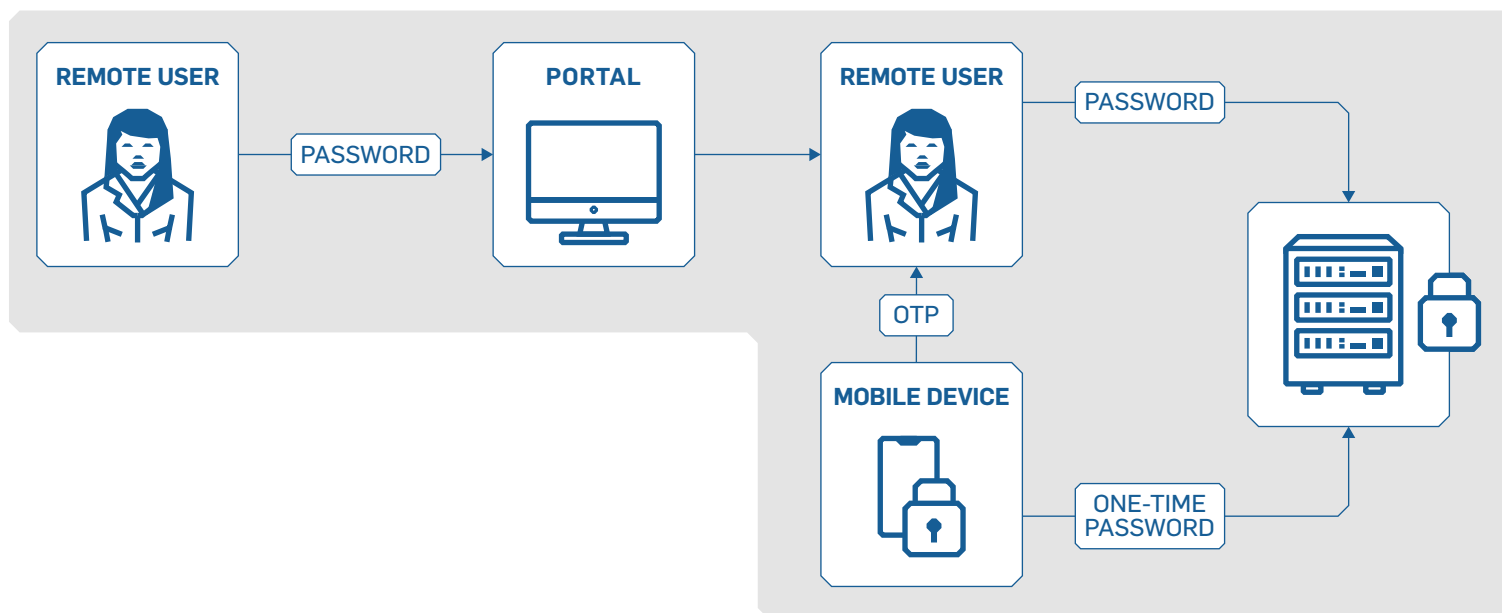 REMOTE USER
PASSWORD
PORTAL
REMOTE USER
PASSWORD
OTP
MOBILE DEVICE
ONE-TIME
PASSWORD